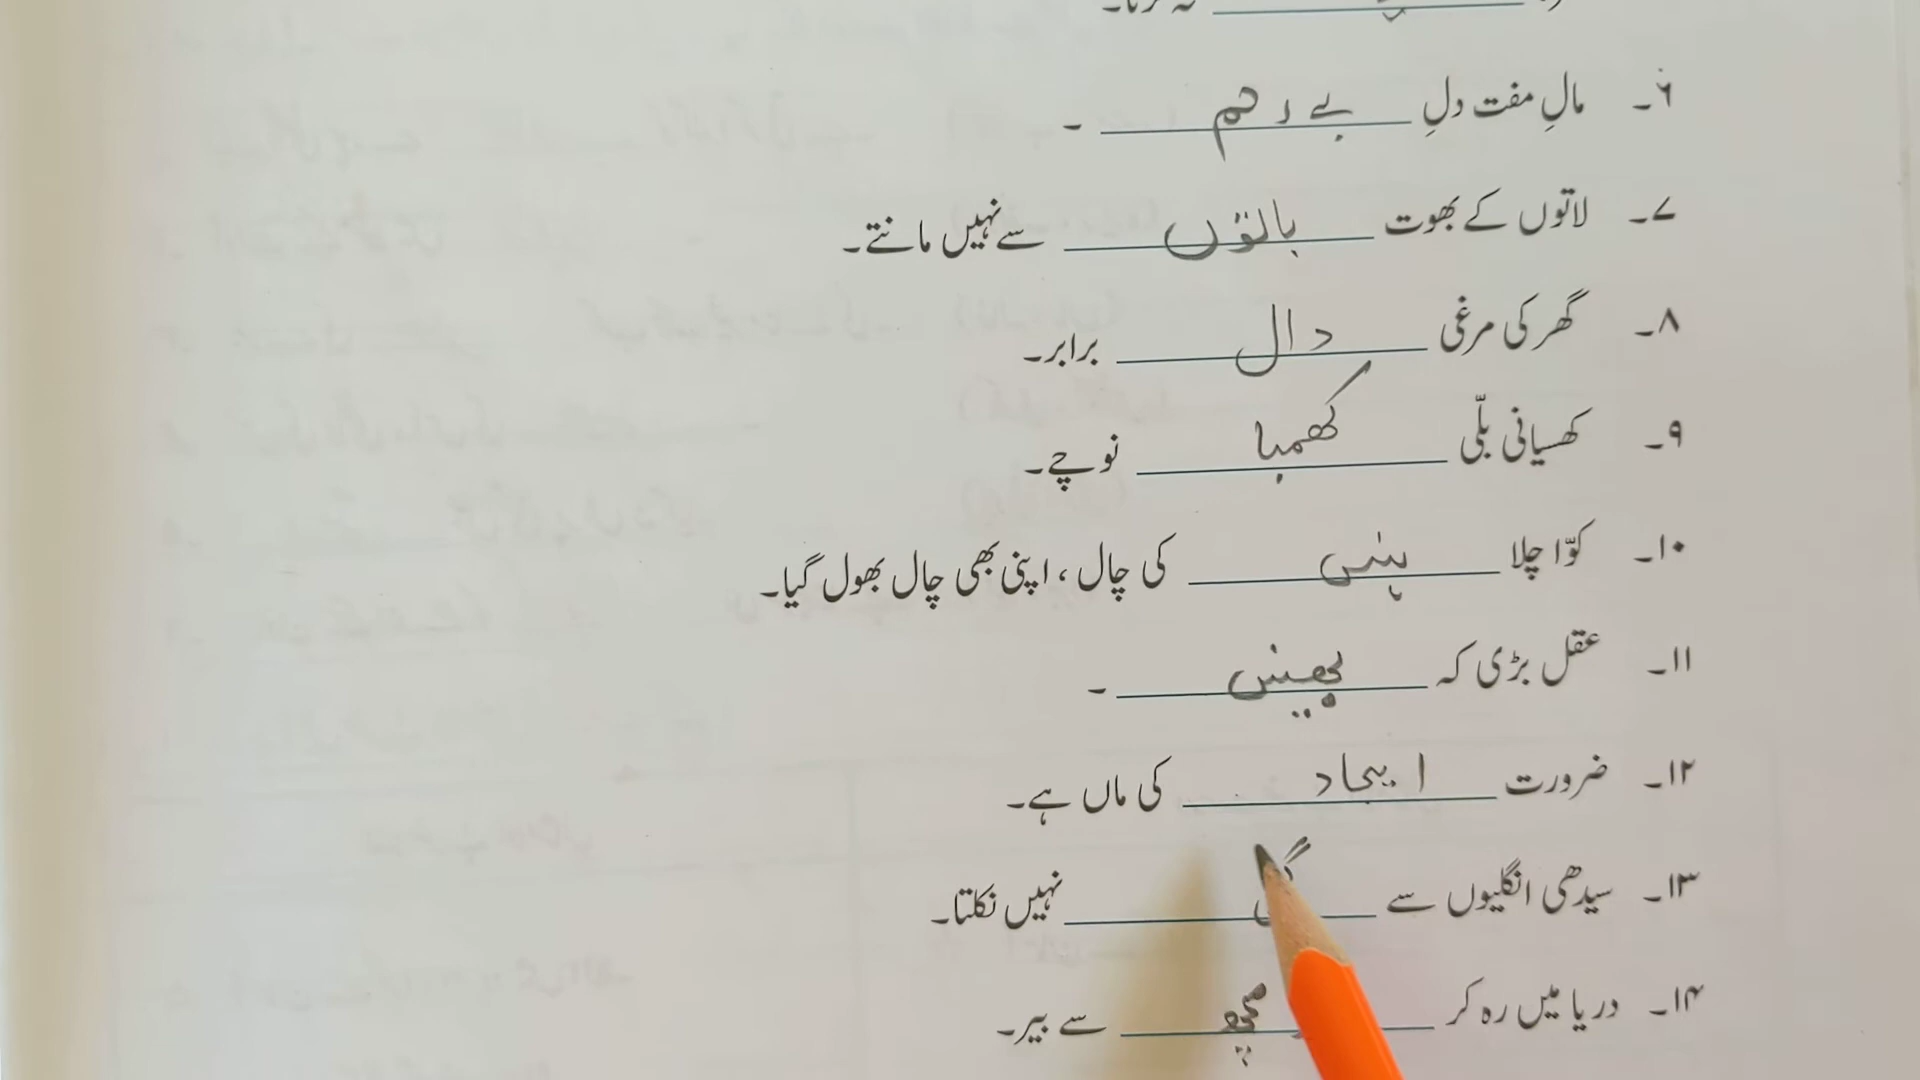 ۶۔ مالِ مفت دلِ بے رحم ۔
۷۔ لاتوں کے بھوت باتوں سے نہیں مانتے۔
۸۔ گھر کی مرغی دال برابر۔
۹۔ کھسیانی بلّی کھمبا نوچے۔
۱۰۔ کوّا چلا ہنس کی چال ، اپنی بھی چال بھول گیا۔
۱۱۔ عقل بڑی کہ بھینس ۔
۱۲۔ ضرورت ایجاد کی ماں ہے۔
۱۳۔ سیدھی انگلیوں سے نہیں نکلتا۔
۱۴۔ دریا میں رہ کر سے بیر۔